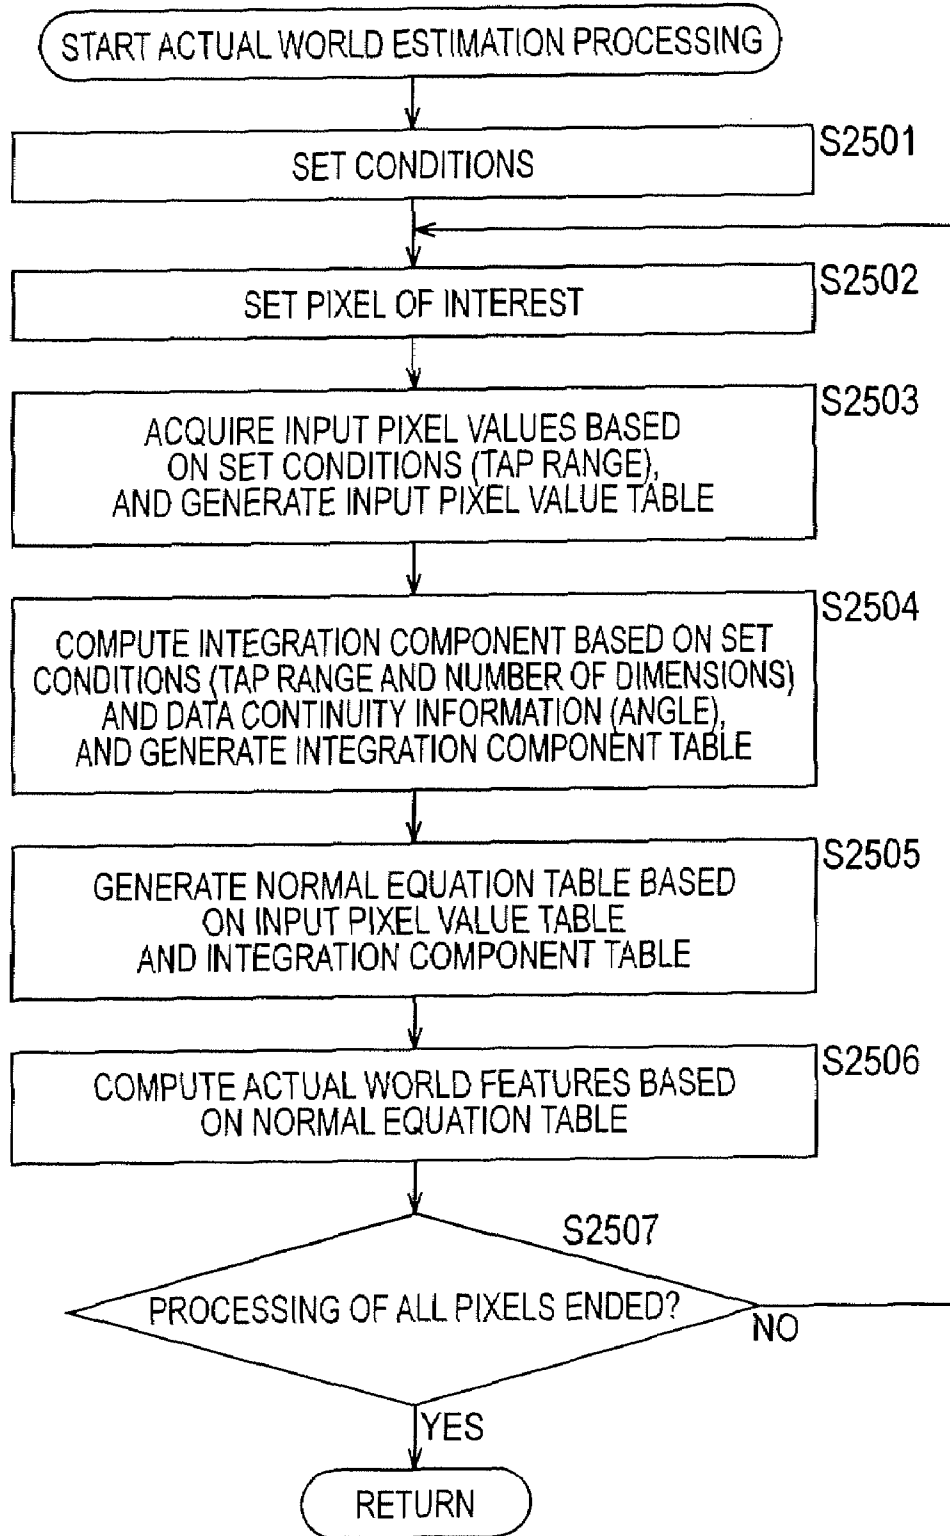 START ACTUAL WORLD ESTIMATION PROCESSING
S2501
SET CONDITIONS
S2502
SET PIXEL OF INTEREST
S2503
ACQUIRE INPUT PIXEL VALUES BASED
ON SET CONDITIONS (TAP RANGE),
AND GENERATE INPUT PIXEL VALUE TABLE
S2504
COMPUTE INTEGRATION COMPONENT BASED ON SET
CONDITIONS (TAP RANGE AND NUMBER OF DIMENSIONS)
AND DATA CONTINUITY INFORMATION (ANGLE),
AND GENERATE INTEGRATION COMPONENT TABLE
S2505
GENERATE NORMAL EQUATION TABLE BASED
ON INPUT PIXEL VALUE TABLE
AND INTEGRATION COMPONENT TABLE
S2506
COMPUTE ACTUAL WORLD FEATURES BASED
ON NORMAL EQUATION TABLE
S2507
PROCESSING OF ALL PIXELS ENDED?
NO
YES
RETURN